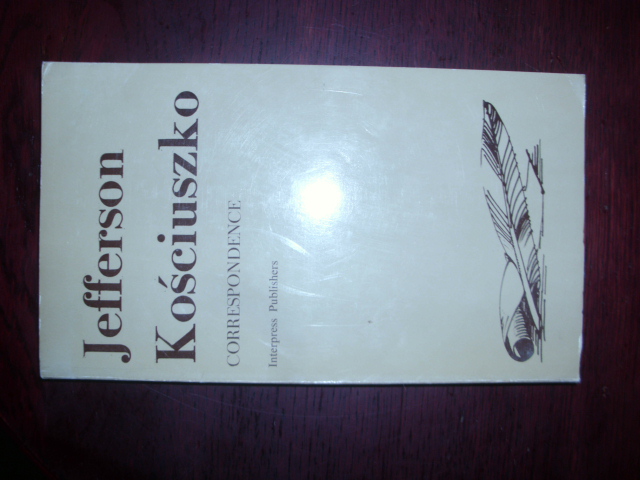 Jefferson
Kościuszko
CORRESPONDENCE
Interpress Publishers